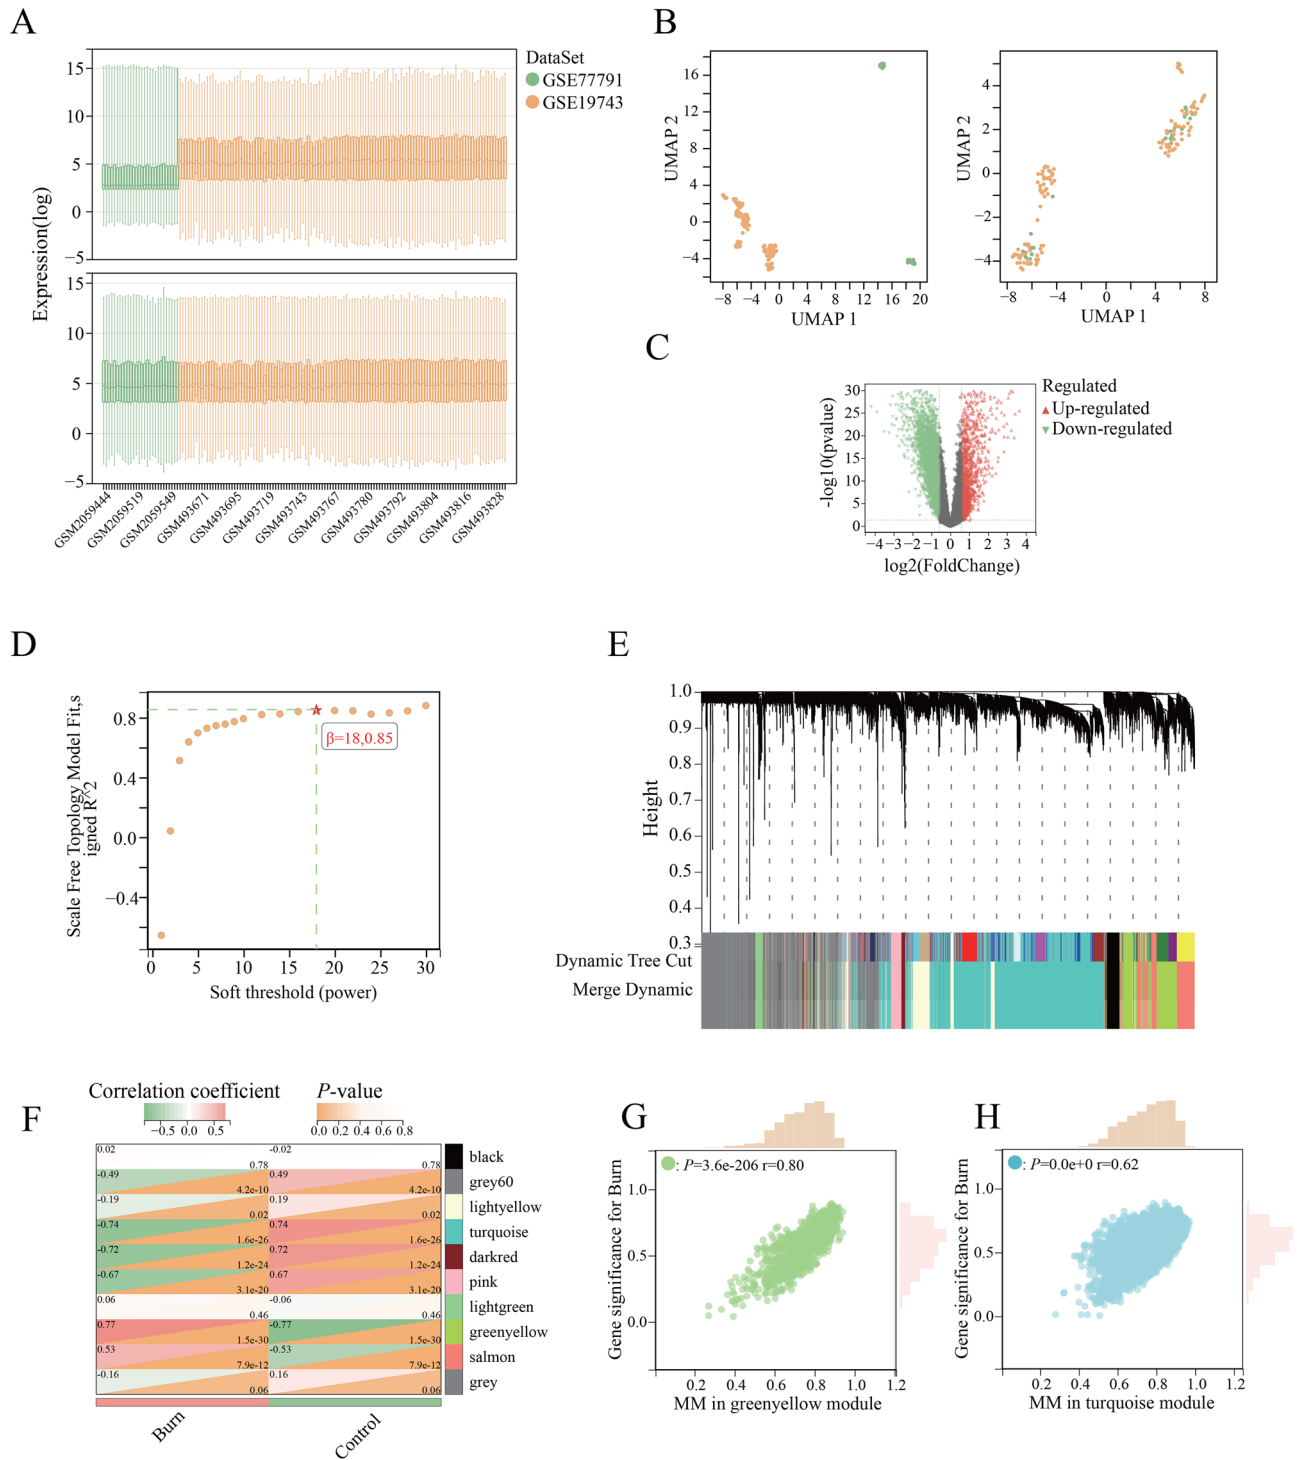 A
DataSet
GSE77791
GSE19743
15
10
5
0
−5
15
10
5
0
−5
Expression(log)
GSM2059444
GSM2059519
GSM2059549
GSM493671
GSM493695
GSM493719
GSM493743
GSM493767
GSM493780
GSM493792
GSM493804
GSM493816
GSM493828
B
16
12
8
4
0
−4
UMAP 2
−8 −4 0 4 8 12 16 20
UMAP 1
4
2
0
−2
−4
UMAP 2
−8 −4 0 4 8
UMAP 1
C
30
25
20
15
10
5
0
-log10(pvalue)
−4 −3 −2 −1 0 1 2 3 4
log2(FoldChange)
Regulated
Up-regulated
Down-regulated
D
Scale Free Topology Model Fit,s
igned R^2
0.8
0.4
0.0
−0.4
β=18,0.85
0 5 10 15 20 25 30
Soft threshold (power)
E
1.0
0.9
0.8
0.7
0.6
0.5
0.4
0.3
Height
Dynamic Tree Cut
Merge Dynamic
F
Correlation coefficient
−0.5 0.0 0.5
P-value
0.0 0.2 0.4 0.6 0.8
0.02 0.78 -0.02 0.78 black
-0.49 4.2e-10 0.49 4.2e-10 grey60
-0.19 0.02 0.19 0.02 lightyellow
-0.74 1.6e-26 0.74 1.6e-26 turquoise
-0.72 1.2e-24 0.72 1.2e-24 darkred
-0.67 3.1e-20 0.67 3.1e-20 pink
0.06 0.46 -0.06 0.46 lightgreen
0.77 1.5e-30 -0.77 1.5e-30 greenyellow
0.53 7.9e-12 -0.53 7.9e-12 salmon
-0.16 0.06 0.16 0.06 grey
Burn
Control
G
: P=3.6e-206 r=0.80
1.0
0.5
0.0
Gene significance for Burn
0.2 0.4 0.6 0.8 1.0 1.2
MM in greenyellow module
H
: P=0.0e+0 r=0.62
1.0
0.5
0.0
Gene significance for Burn
0.2 0.4 0.6 0.8 1.0 1.2
MM in turquoise module